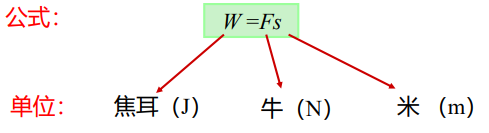 公式： W =Fs
单位： 焦耳（J） 牛（N） 米 （m）